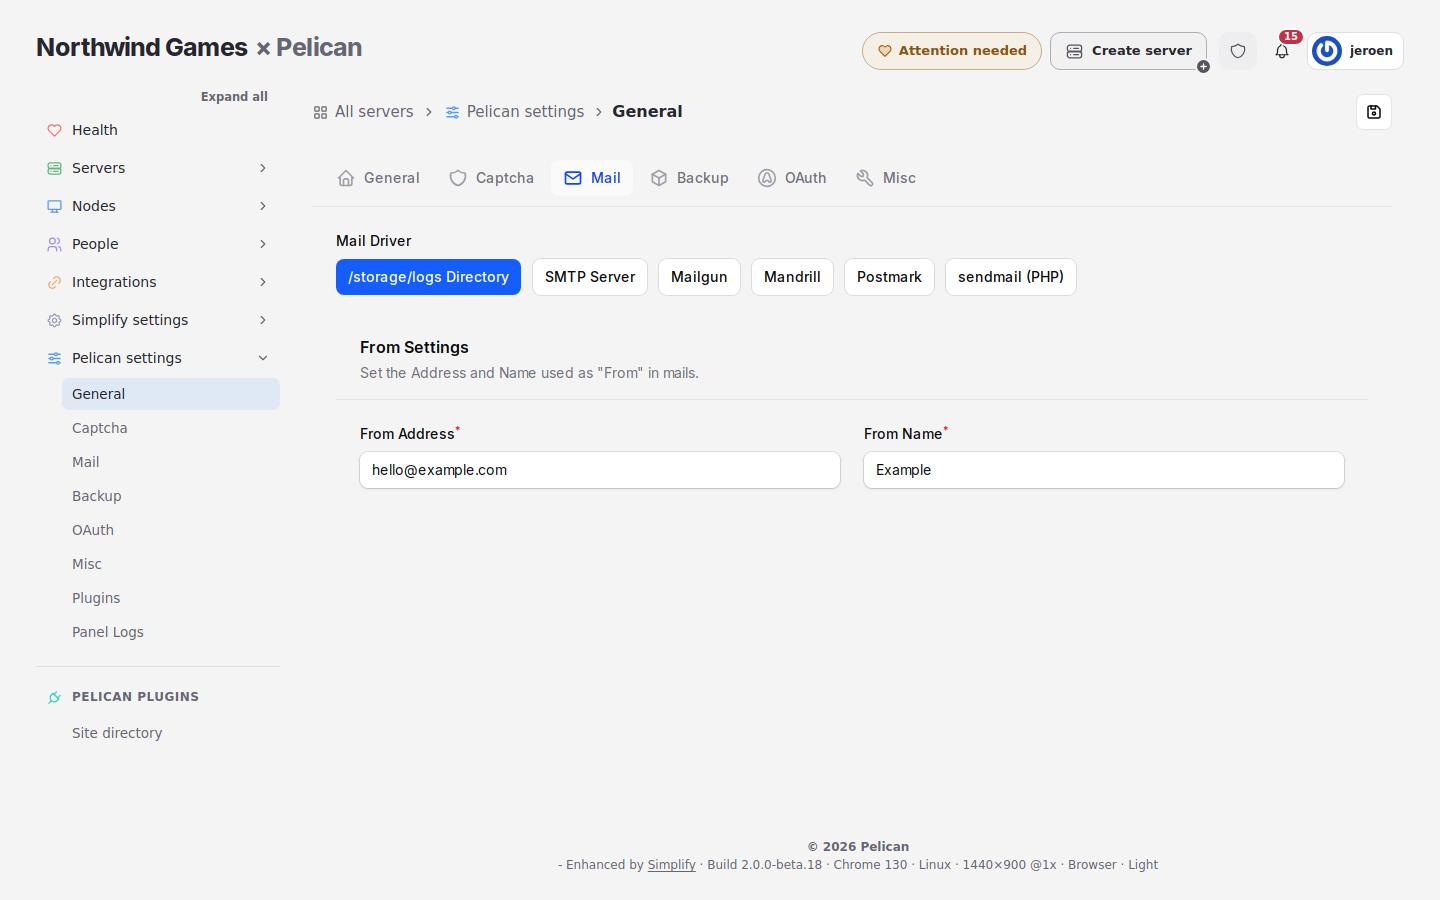 Northwind Games × Pelican
Attention needed
Create server
15
jeroen
Expand all
Health
Servers
Nodes
People
Integrations
Simplify settings
Pelican settings
General
Captcha
Mail
Backup
OAuth
Misc
Plugins
Panel Logs
PELICAN PLUGINS
Site directory
All servers > Pelican settings > General
General Captcha Mail Backup OAuth Misc
Mail Driver
/storage/logs Directory SMTP Server Mailgun Mandrill Postmark sendmail (PHP)
From Settings
Set the Address and Name used as "From" in mails.
From Address* From Name*
hello@example.com Example
© 2026 Pelican
- Enhanced by Simplify · Build 2.0.0-beta.18 · Chrome 130 · Linux · 1440×900 @1x · Browser · Light